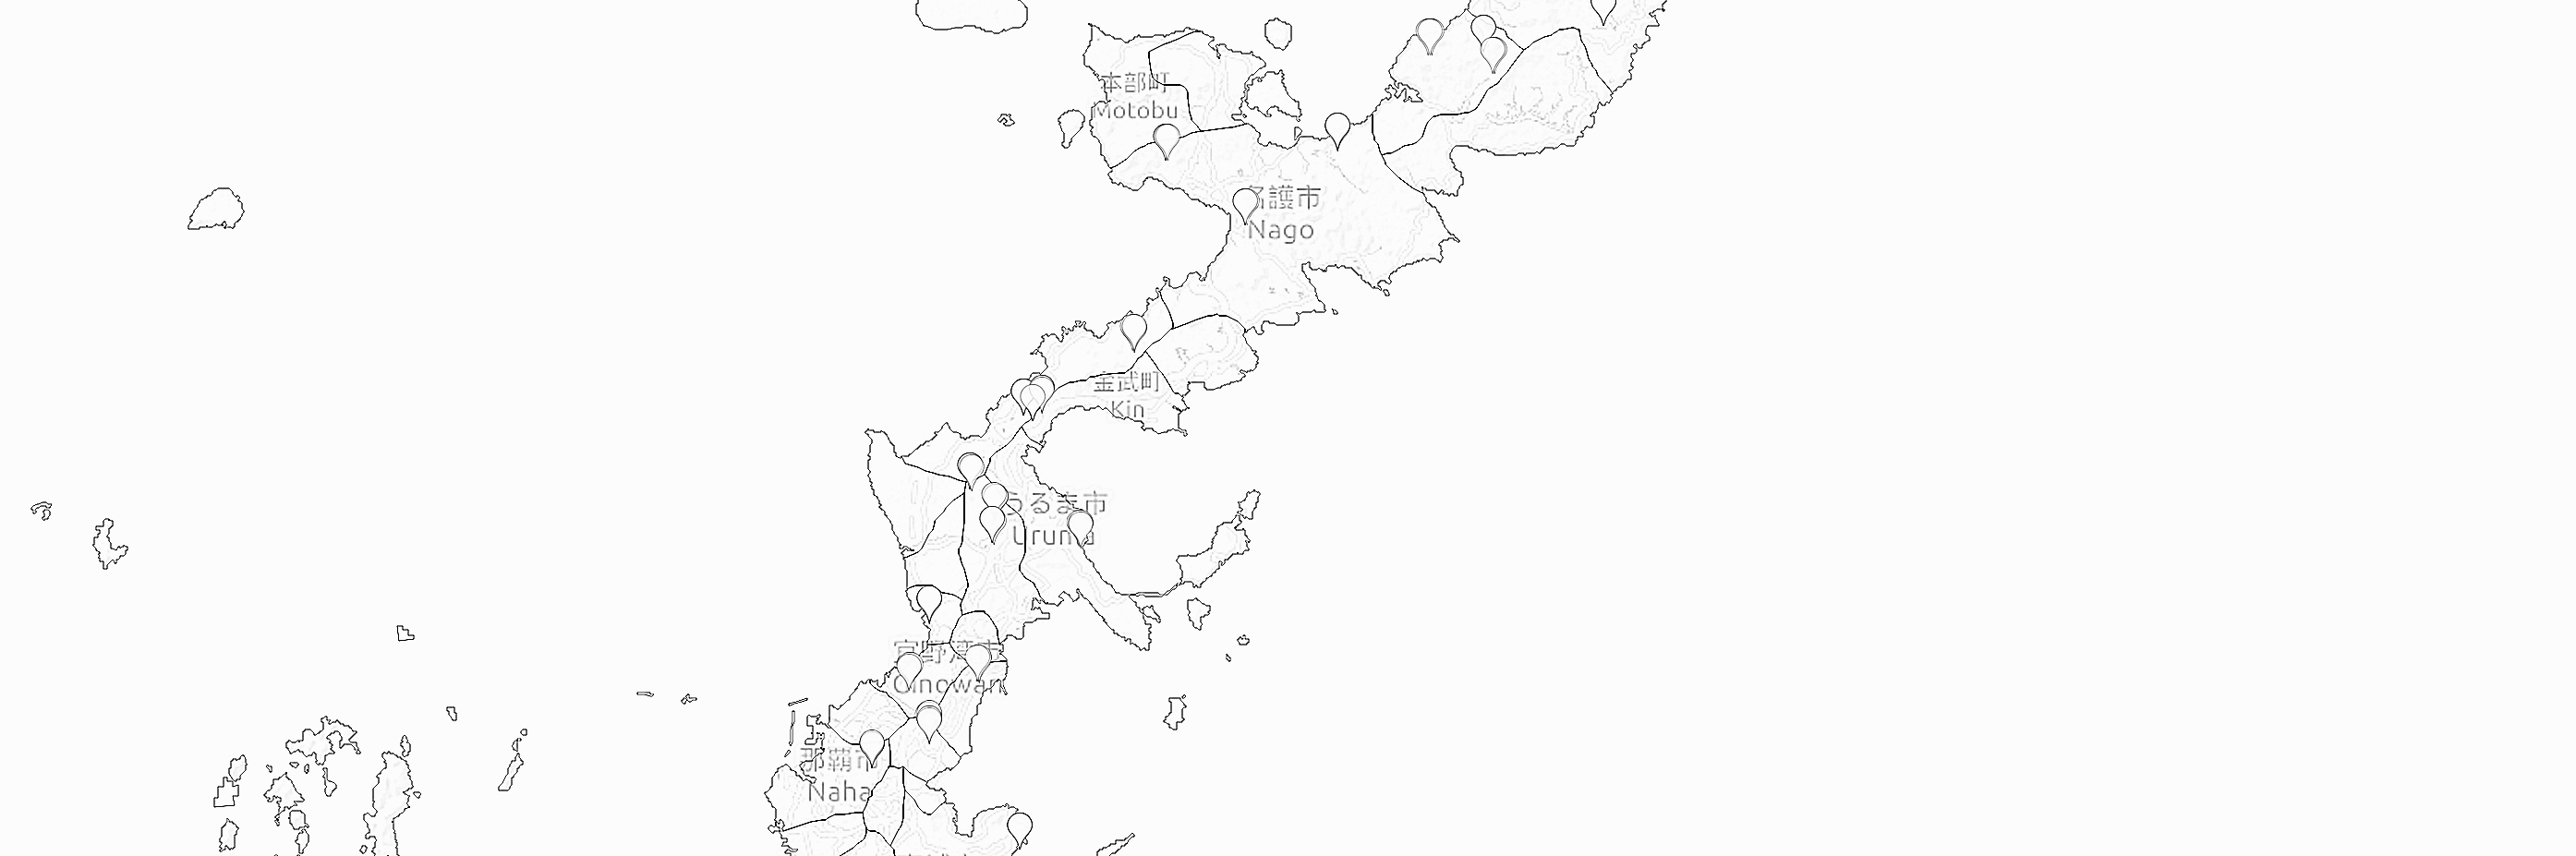 本部町
Motobu
名護市
Nago
金武町
Kin
うるま市
Uruma
宜野湾市
Ginowan
那覇市
Naha